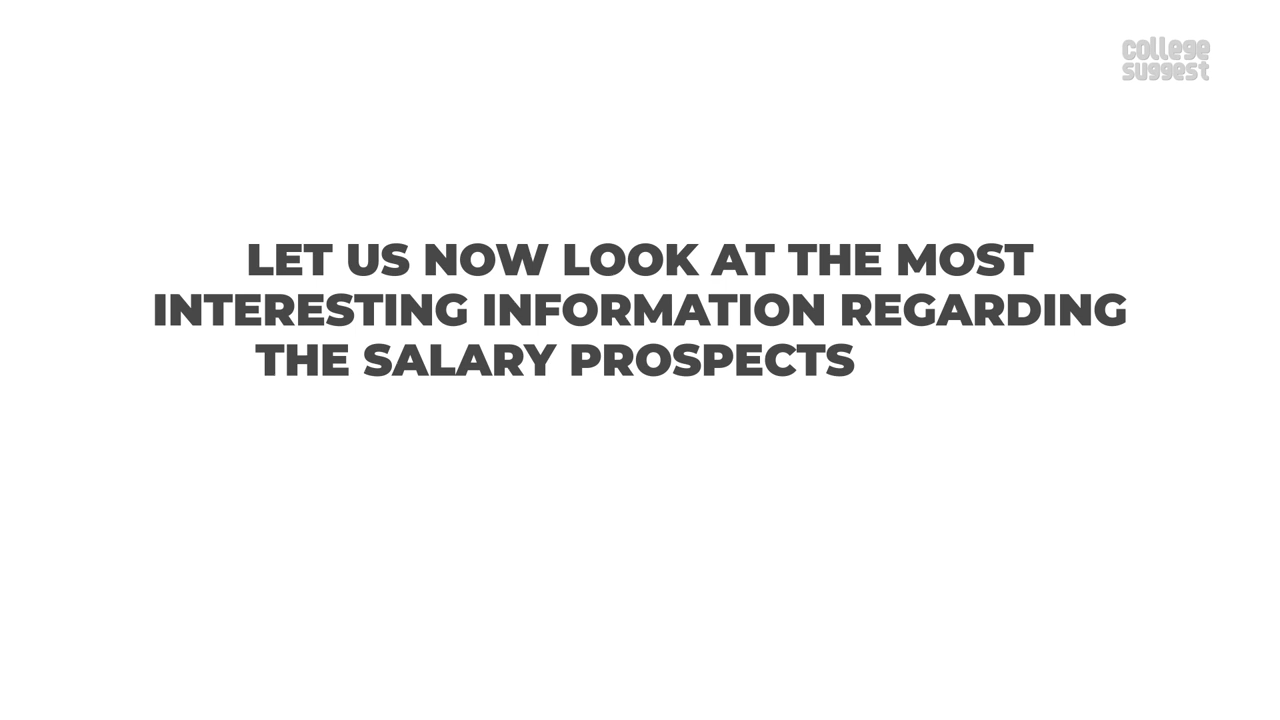 college
suggest
LET US NOW LOOK AT THE MOST
INTERESTING INFORMATION REGARDING
THE SALARY PROSPECTS